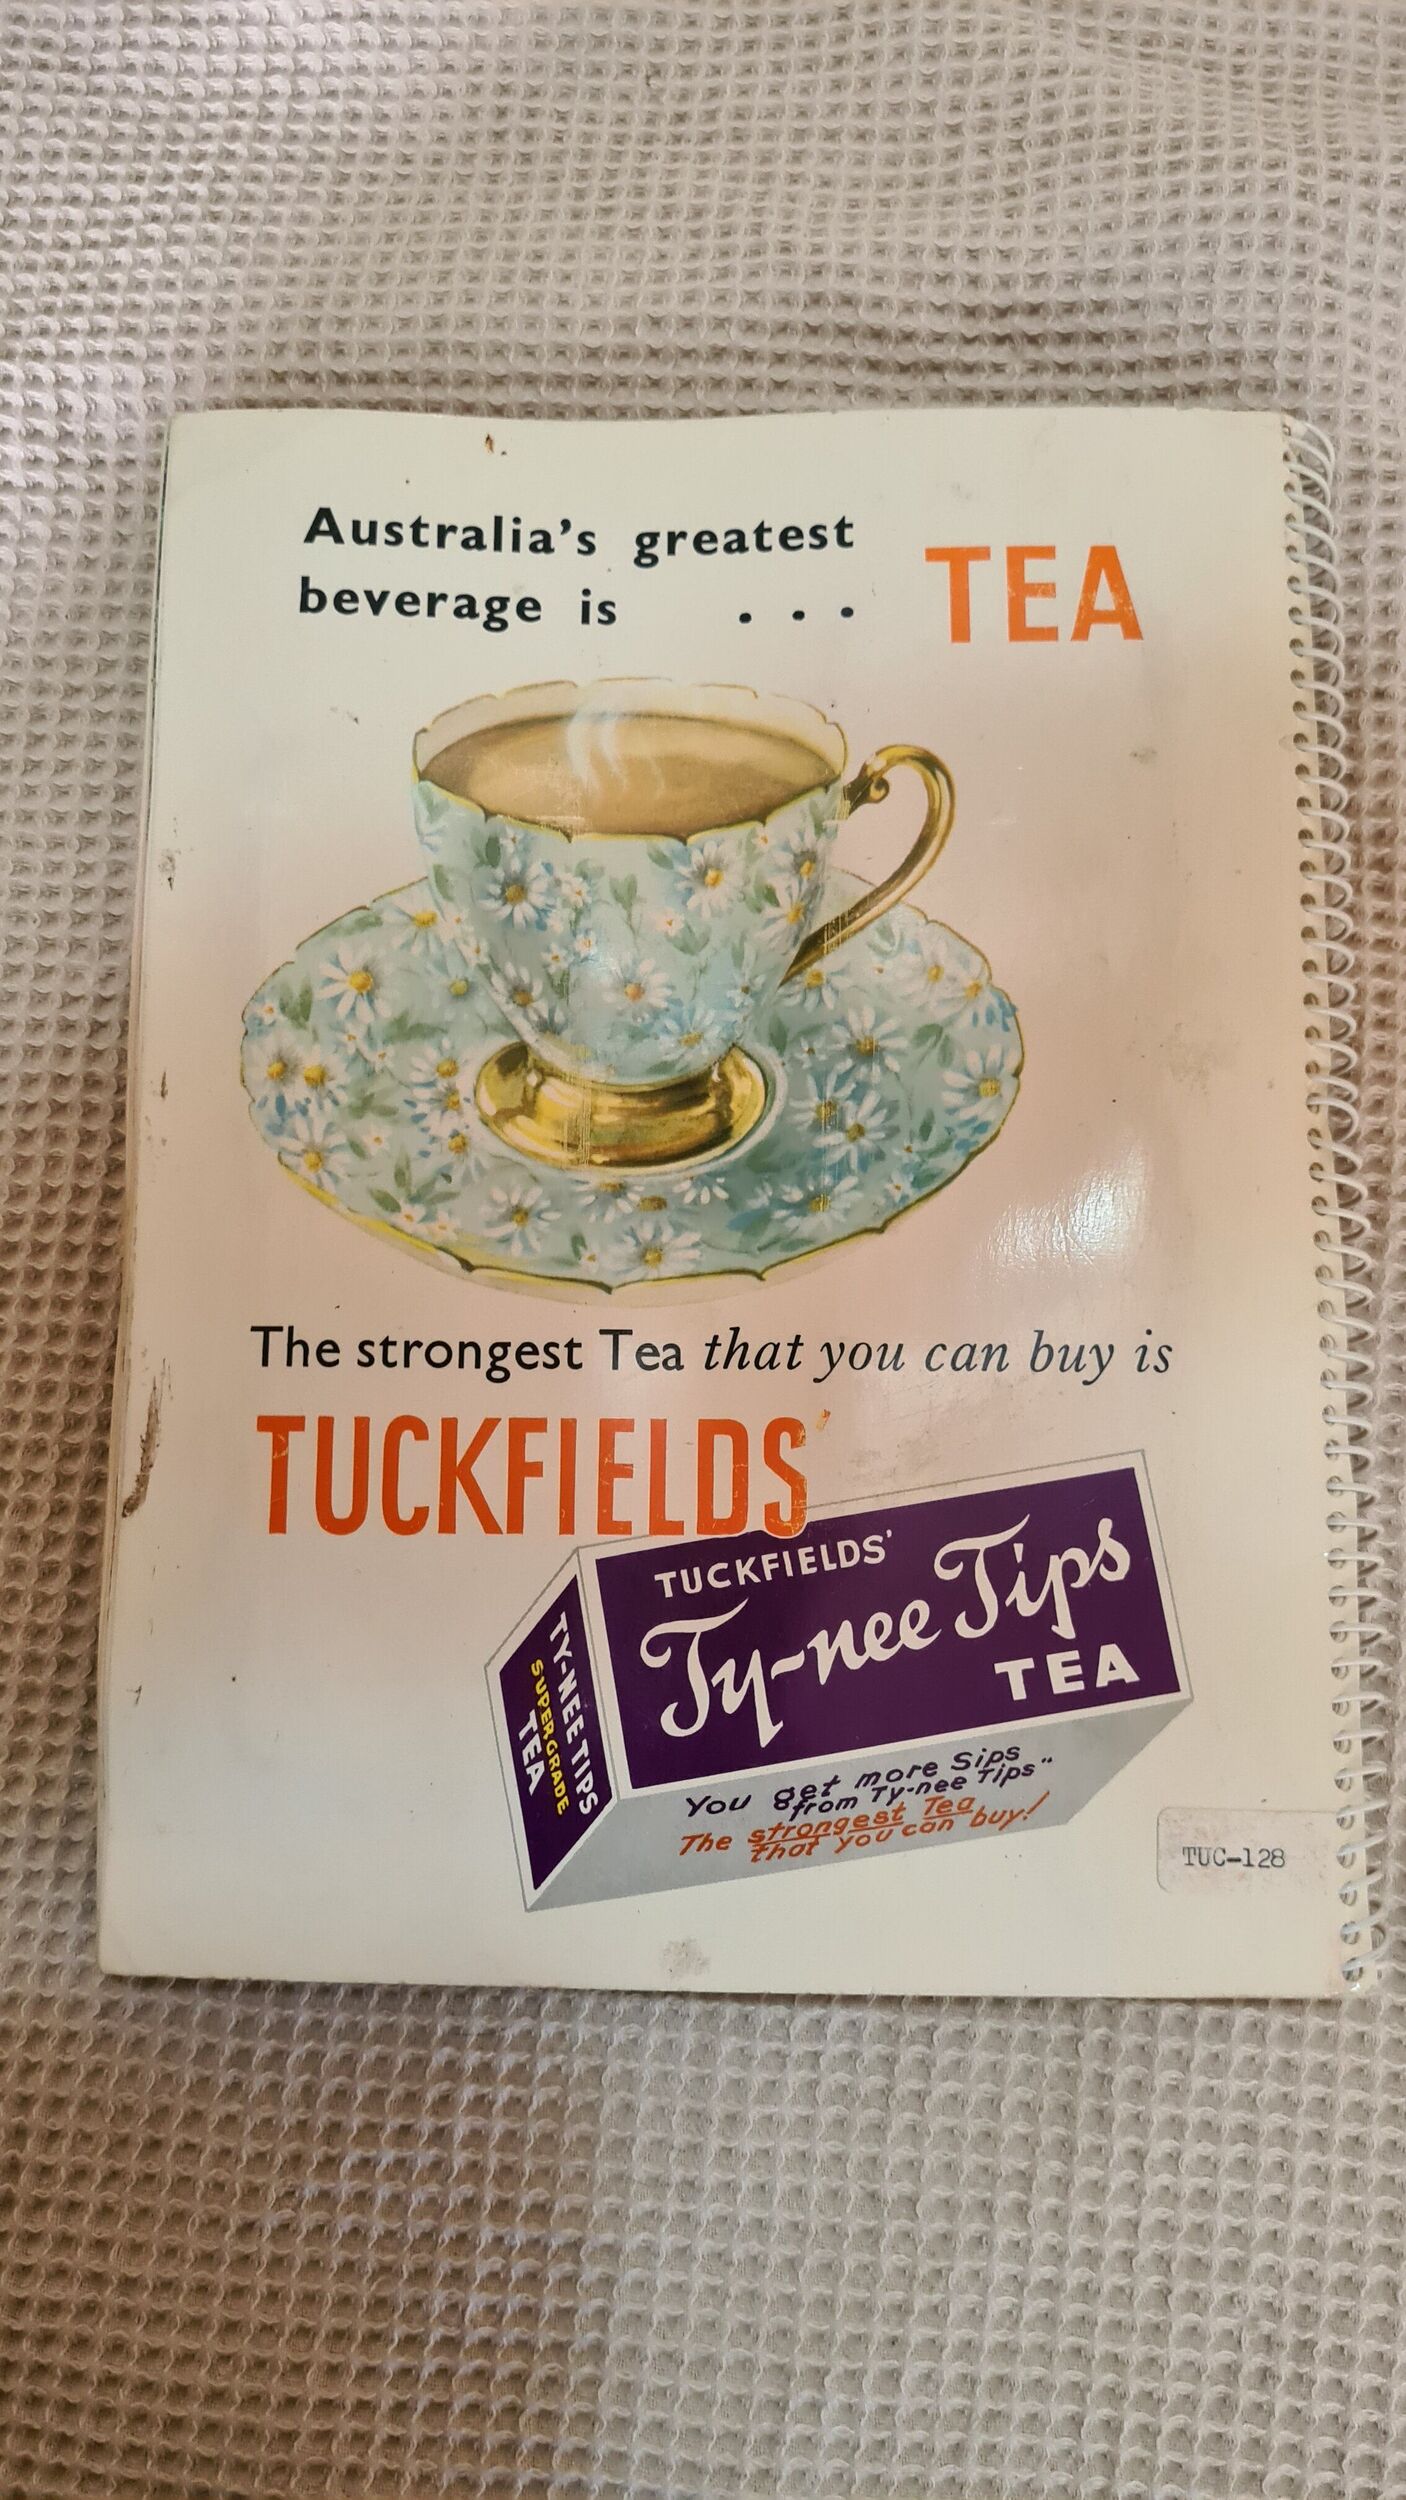 Australia's greatest
beverage is ... TEA
The strongest Tea that you can buy is
TUCKFIELDS'
TUCKFIELDS'
Ty-nee Tips
TEA
TY-NEE TIPS
SUPER GRADE
TEA
You get more Sips
from Ty-nee Tips"
The strongest Tea
that you can buy!
TUC-128